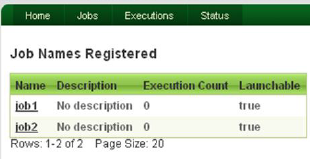 Home Jobs Executions Status
Job Names Registered
Name Description Execution Count Launchable
job1 No description 0 true
job2 No description 0 true
Rows: 1-2 of 2 Page Size: 20